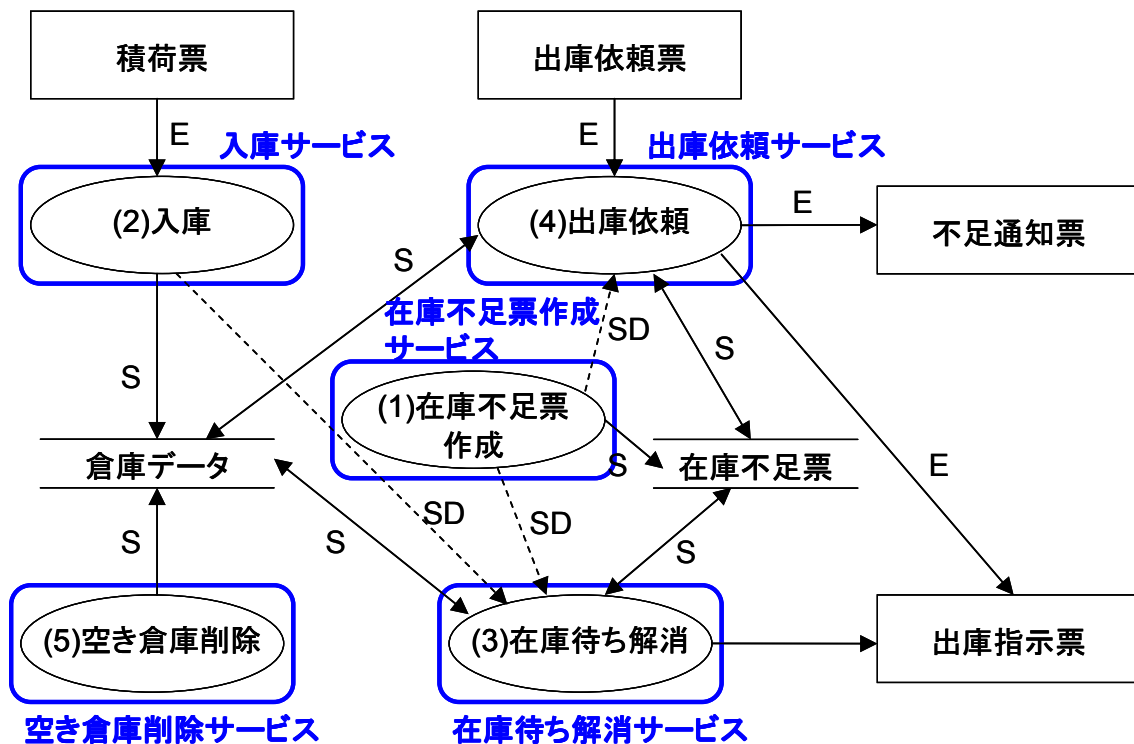 積荷票
出庫依頼票
E
入庫サービス
E
出庫依頼サービス
(2)入庫
(4)出庫依頼
E
不足通知票
S
在庫不足票作成
サービス
SD
S
S
(1)在庫不足票
作成
倉庫データ
S
在庫不足票
E
SD
SD
S
S
S
(5)空き倉庫削除
(3)在庫待ち解消
出庫指示票
空き倉庫削除サービス
在庫待ち解消サービス